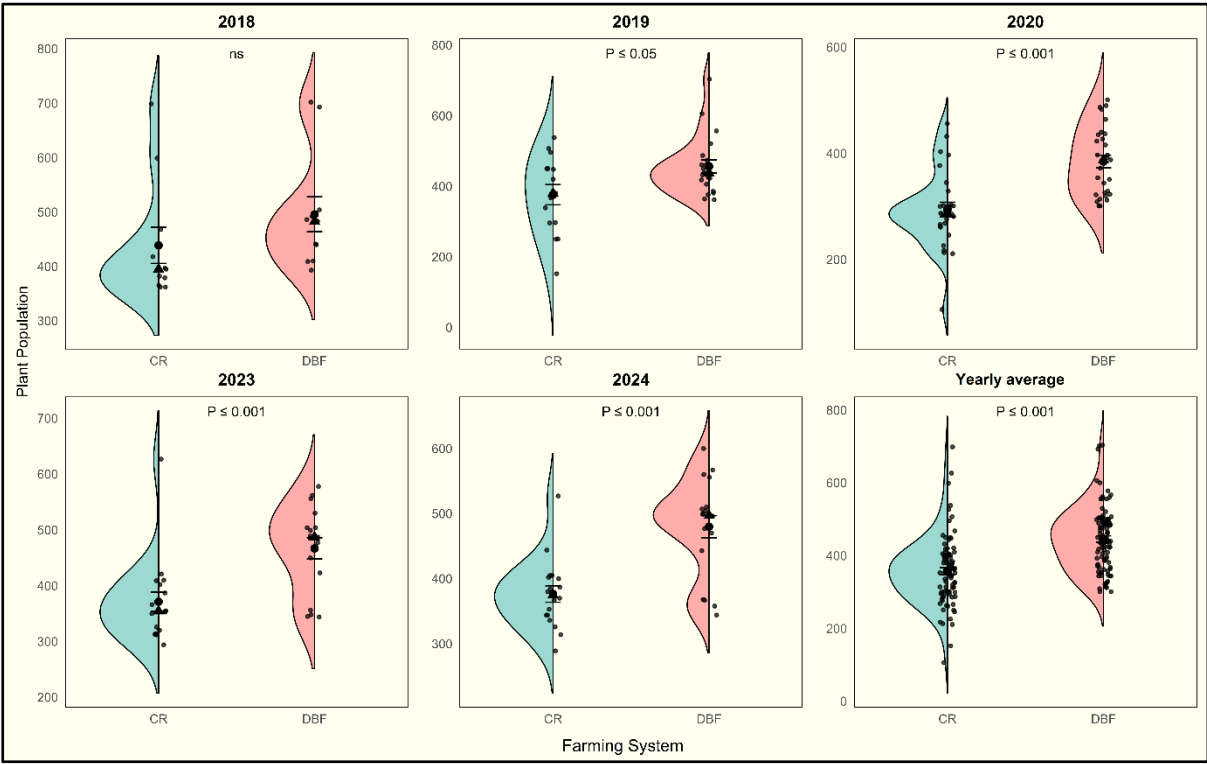 2018
ns
800
700
600
500
400
300
CR
DBF
2019
P ≤ 0.05
800
600
400
200
0
CR
DBF
2020
P ≤ 0.001
600
400
200
CR
DBF
Plant Population
2023
P ≤ 0.001
700
600
500
400
300
200
CR
DBF
2024
P ≤ 0.001
600
500
400
300
CR
DBF
Yearly average
P ≤ 0.001
800
600
400
200
0
CR
DBF
Farming System